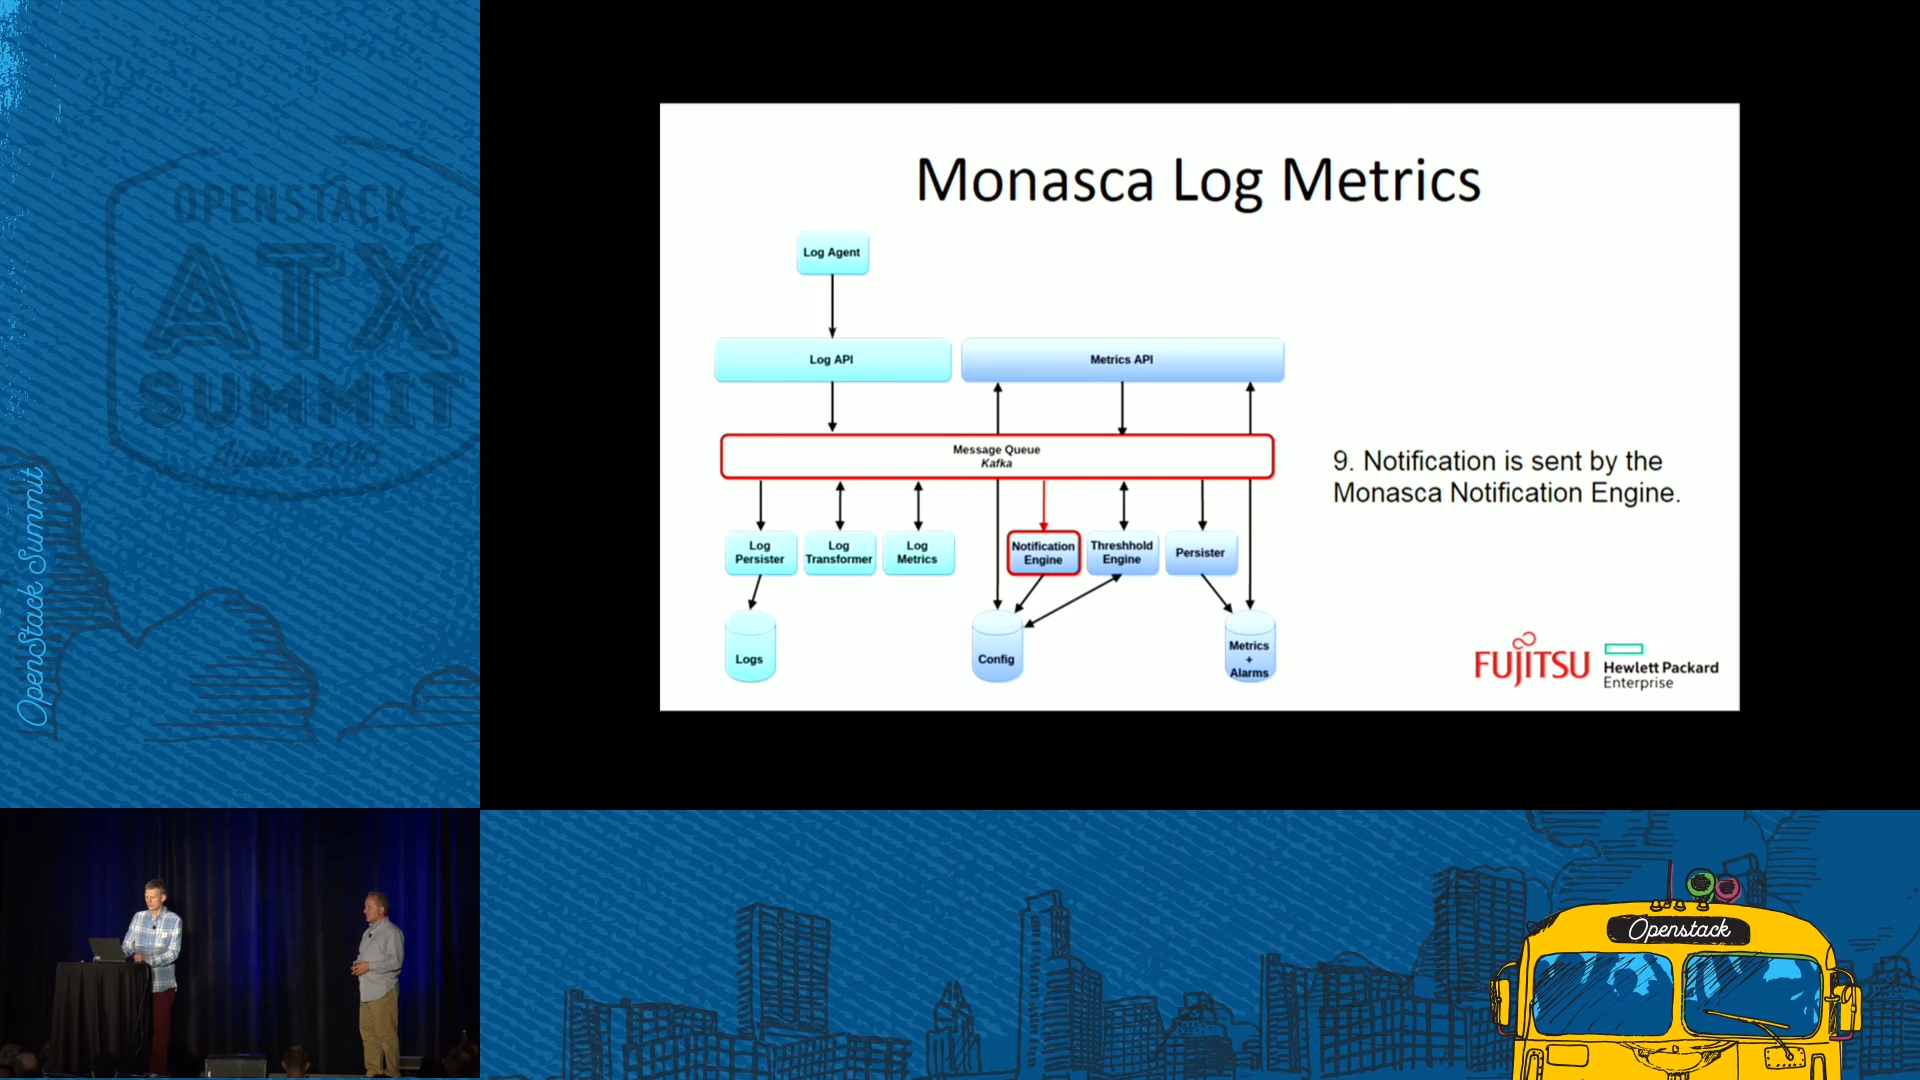 OPENSTACK
ATX
SUMMIT
Austin 2016
OpenStack Summit
Monasca Log Metrics
Log Agent
Log API
Metrics API
Message Queue
Kafka
9. Notification is sent by the
Monasca Notification Engine.
Log
Persister
Log
Transformer
Log
Metrics
Notification
Engine
Threshhold
Engine
Persister
Logs
Config
Metrics
+
Alarms
FUJITSU
Hewlett Packard
Enterprise
Openstack